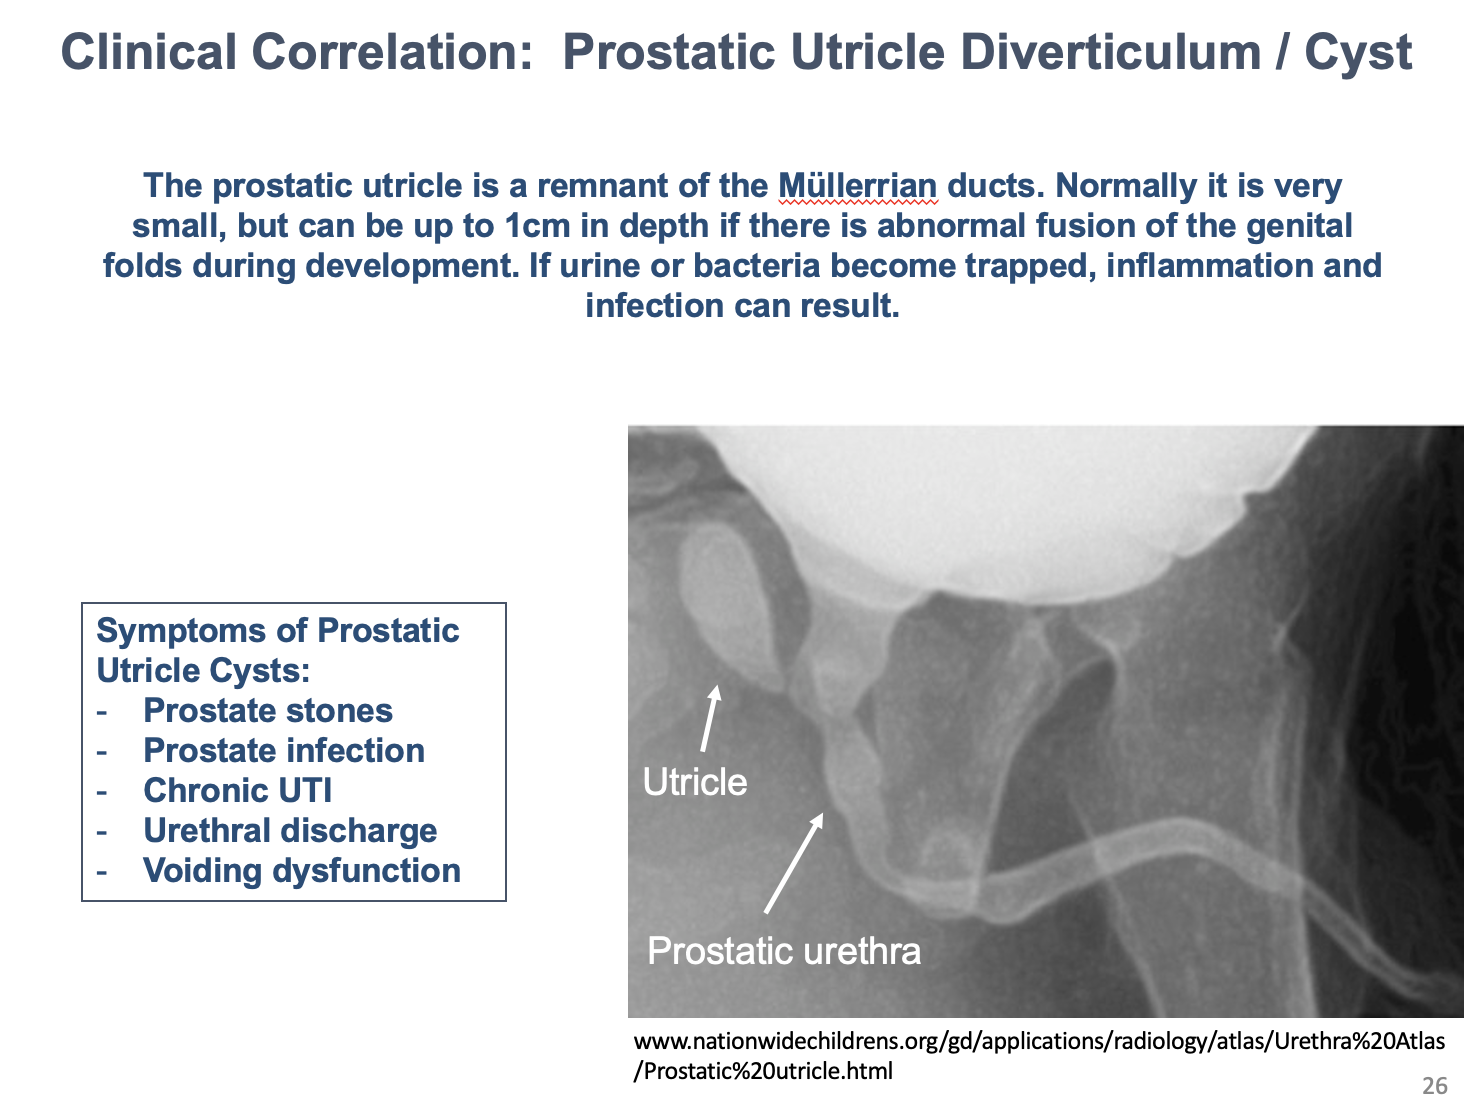 Clinical Correlation:  Prostatic Utricle Diverticulum / Cyst
The prostatic utricle is a remnant of the Müllerrian ducts. Normally it is very
small, but can be up to 1cm in depth if there is abnormal fusion of the genital
folds during development. If urine or bacteria become trapped, inflammation and
infection can result.
Symptoms of Prostatic
Utricle Cysts:
- Prostate stones
- Prostate infection
- Chronic UTI
- Urethral discharge
- Voiding dysfunction
Utricle
Prostatic urethra
www.nationwidechildrens.org/gd/applications/radiology/atlas/Urethra%20Atlas
/Prostatic%20utricle.html
26